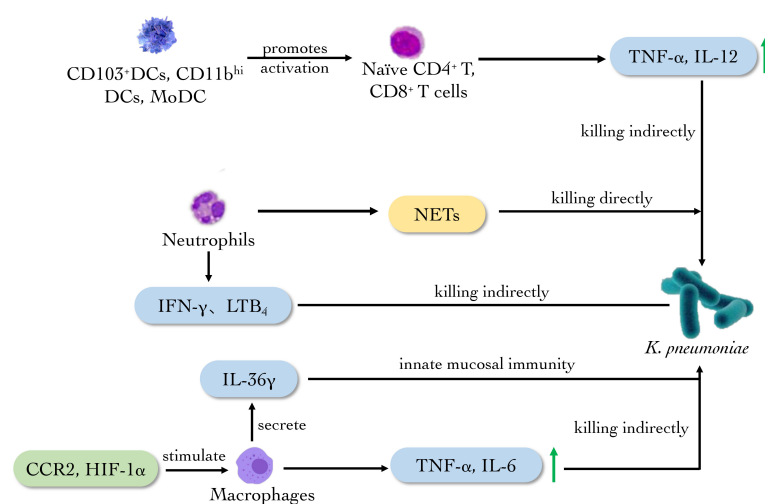 promotes
activation
CD103⁺DCs, CD11bʰⁱ
DCs, MoDC
Naïve CD4⁺ T,
CD8⁺ T cells
TNF-α, IL-12
killing indirectly
Neutrophils
NETs
killing directly
IFN-γ、LTB₄
killing indirectly
K. pneumoniae
IL-36γ
innate mucosal immunity
secrete
killing indirectly
CCR2, HIF-1α
stimulate
Macrophages
TNF-α, IL-6